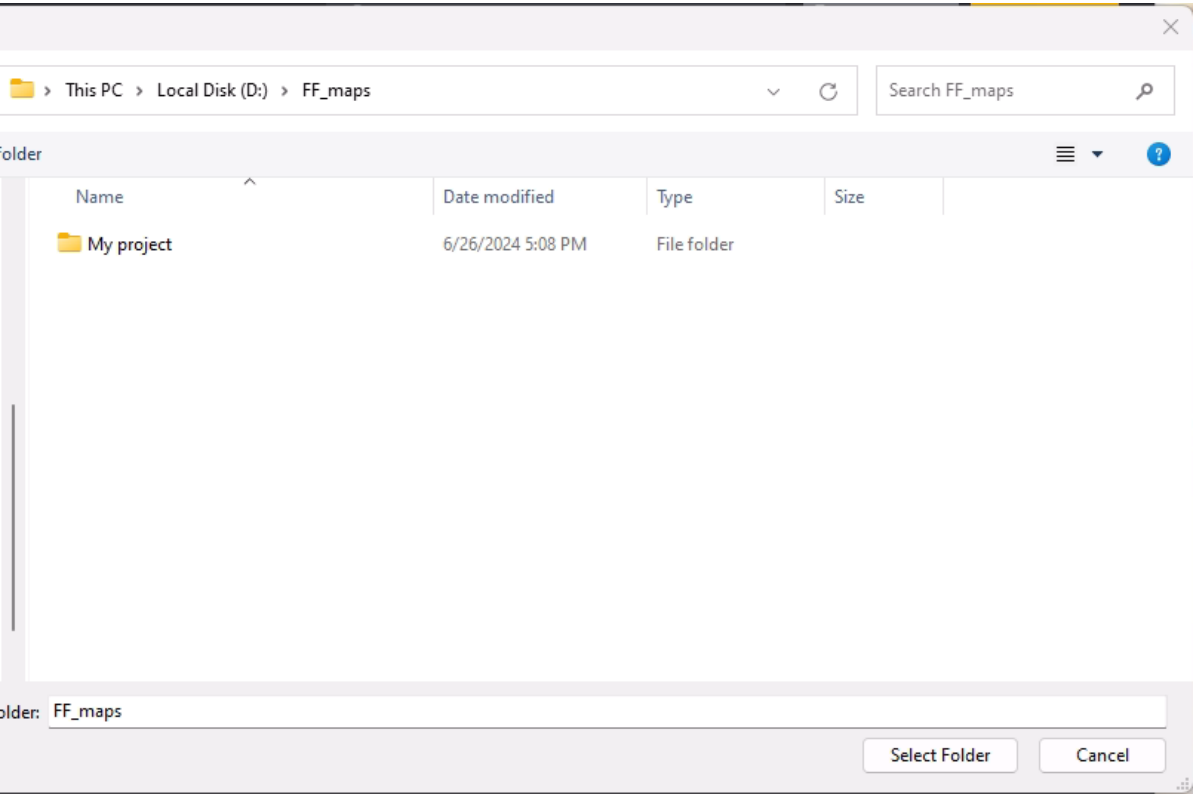 This PC > Local Disk (D:) > FF_maps
Search FF_maps
folder
Name Date modified Type Size
My project 6/26/2024 5:08 PM File folder
older: FF_maps
Select Folder Cancel